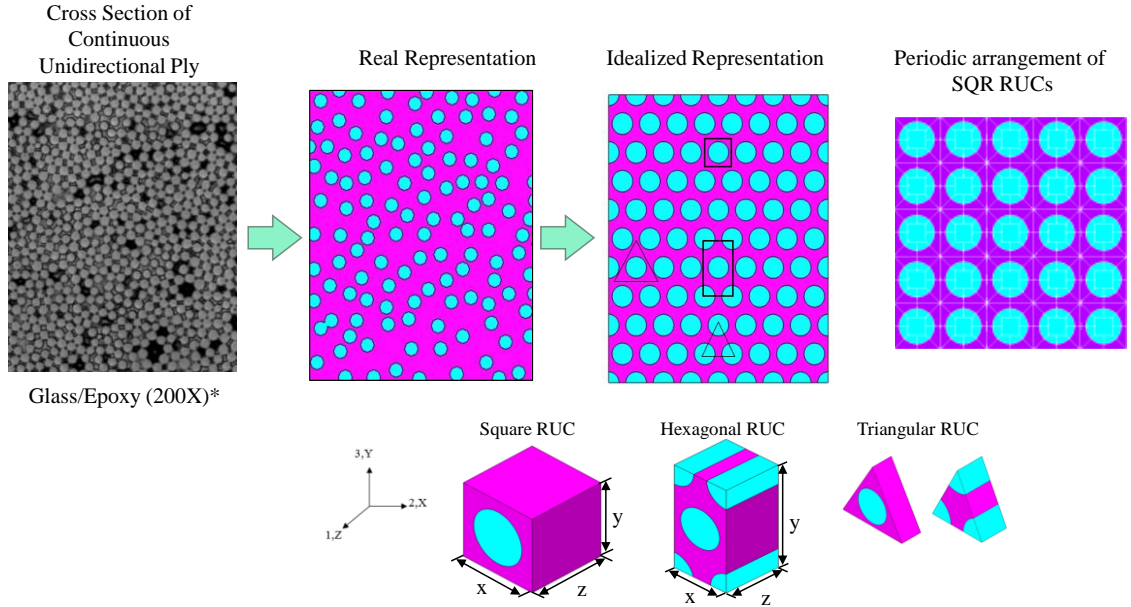 Cross Section of
Continuous
Unidirectional Ply
Real Representation
Idealized Representation
Periodic arrangement of
SQR RUCs
Glass/Epoxy (200X)*
Square RUC
Hexagonal RUC
Triangular RUC
3,Y
2,X
1,Z
y
x
z
y
x
z